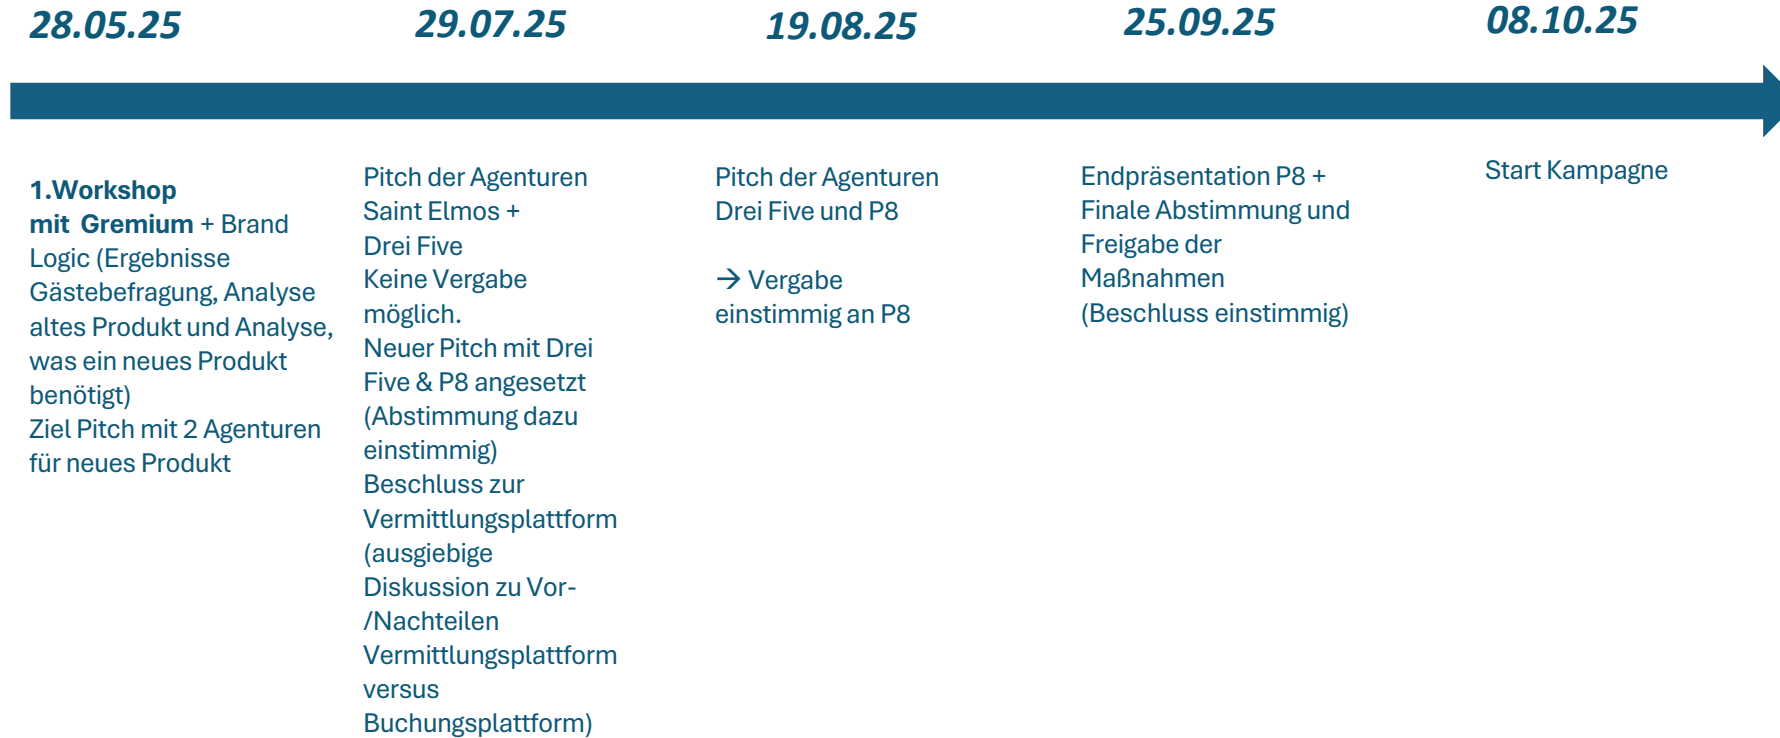 28.05.25
29.07.25
19.08.25
25.09.25
08.10.25
1.Workshop
mit  Gremium + Brand
Logic (Ergebnisse
Gästebefragung, Analyse
altes Produkt und Analyse,
was ein neues Produkt
benötigt)
Ziel Pitch mit 2 Agenturen
für neues Produkt
Pitch der Agenturen
Saint Elmos +
Drei Five
Keine Vergabe
möglich.
Neuer Pitch mit Drei
Five & P8 angesetzt
(Abstimmung dazu
einstimmig)
Beschluss zur
Vermittlungsplattform
(ausgiebige
Diskussion zu Vor-
/Nachteilen
Vermittlungsplattform
versus
Buchungsplattform)
Pitch der Agenturen
Drei Five und P8
→ Vergabe
einstimmig an P8
Endpräsentation P8 +
Finale Abstimmung und
Freigabe der
Maßnahmen
(Beschluss einstimmig)
Start Kampagne